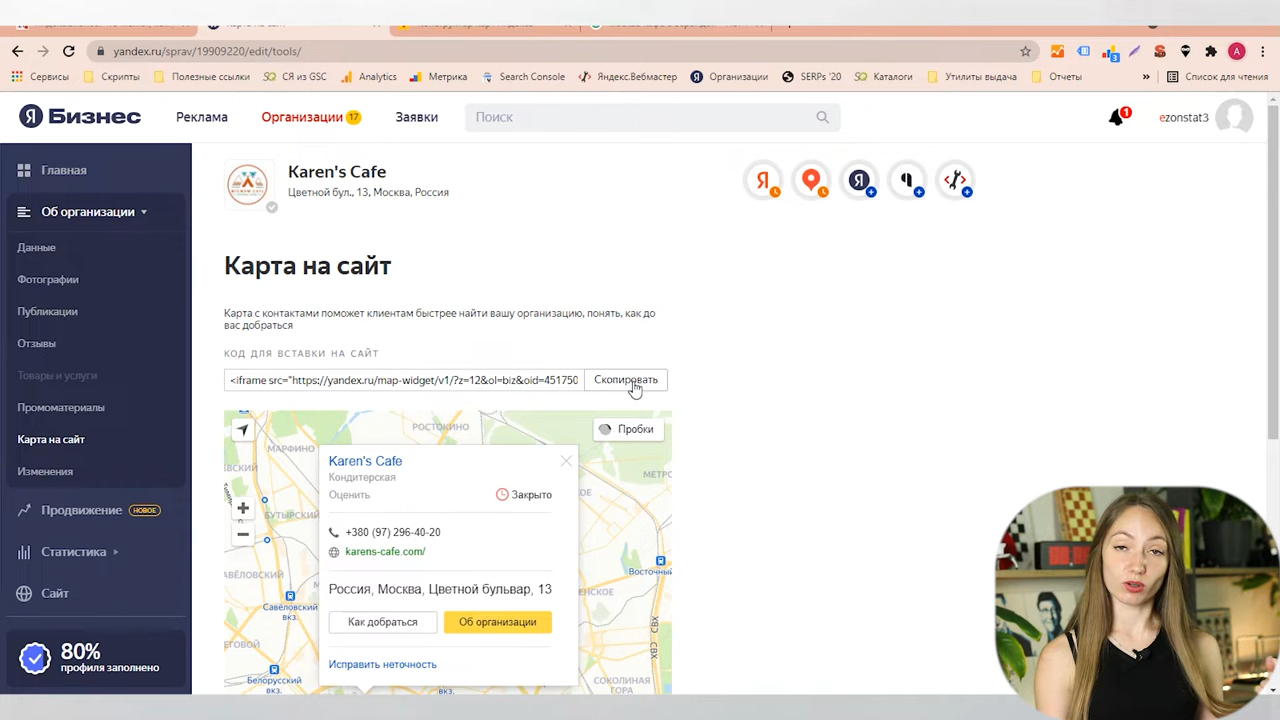 yandex.ru/sprav/19909220/edit/tools/
A
Сервисы
Скрипты
Полезные ссылки
СЯ из GSC
Analytics
Метрика
Search Console
Яндекс.Вебмастер
Организации
SERPs '20
Каталоги
Утилиты выдача
Отчеты
»
Список для чтения
Я Бизнес
Реклама
Организации 17
Заявки
Поиск
1
ezonstat3
Главная
Об организации
Данные
Фотографии
Публикации
Отзывы
Товары и услуги
Промоматериалы
Карта на сайт
Изменения
Продвижение НОВОЕ
Статистика
Сайт
80%
профиля заполнено
Karen's Cafe
Цветной бул., 13, Москва, Россия
Карта на сайт
Карта с контактами поможет клиентам быстрее найти вашу организацию, понять, как до
вас добраться
КОД ДЛЯ ВСТАВКИ НА САЙТ
<iframe src="https://yandex.ru/map-widget/v1/?z=12&ol=biz&oid=451750
Скопировать
РОСТОКИНО
Пробки
МАРФИНО
Karen's Cafe
Кондитерская
Оценить
Закрыто
+380 (97) 296-40-20
karens-cafe.com/
Россия, Москва, Цветной бульвар, 13
Как добраться
Об организации
Исправить неточность
БУТЫРСКИЙ
Савёловский
вкз.
Белорусский
вкз.
Восточный
СОКОЛИНАЯ
ГОРА
СВХ
ХВС